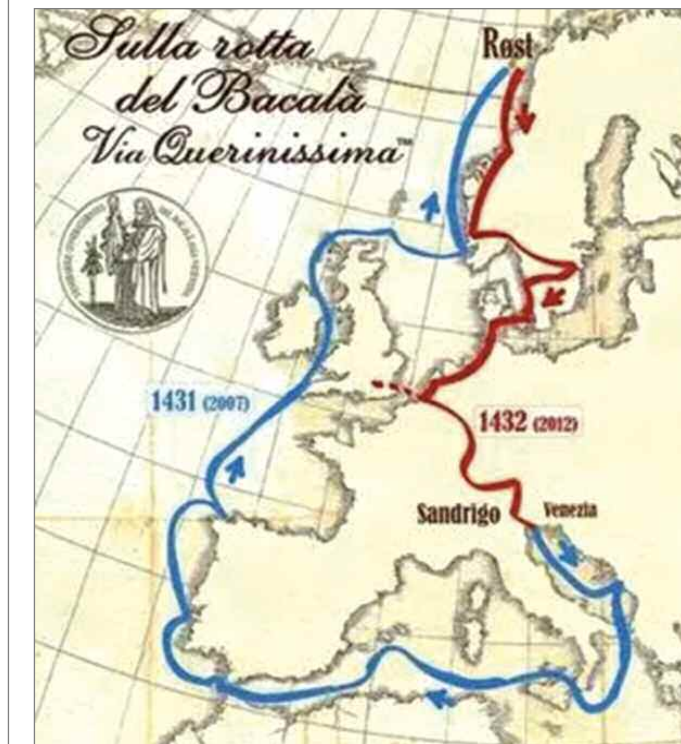 Sulla rotta
del Bacalà
Via Querinissima™
Røst
1431 (2007)
1432 (2012)
Sandrigo
Venezia